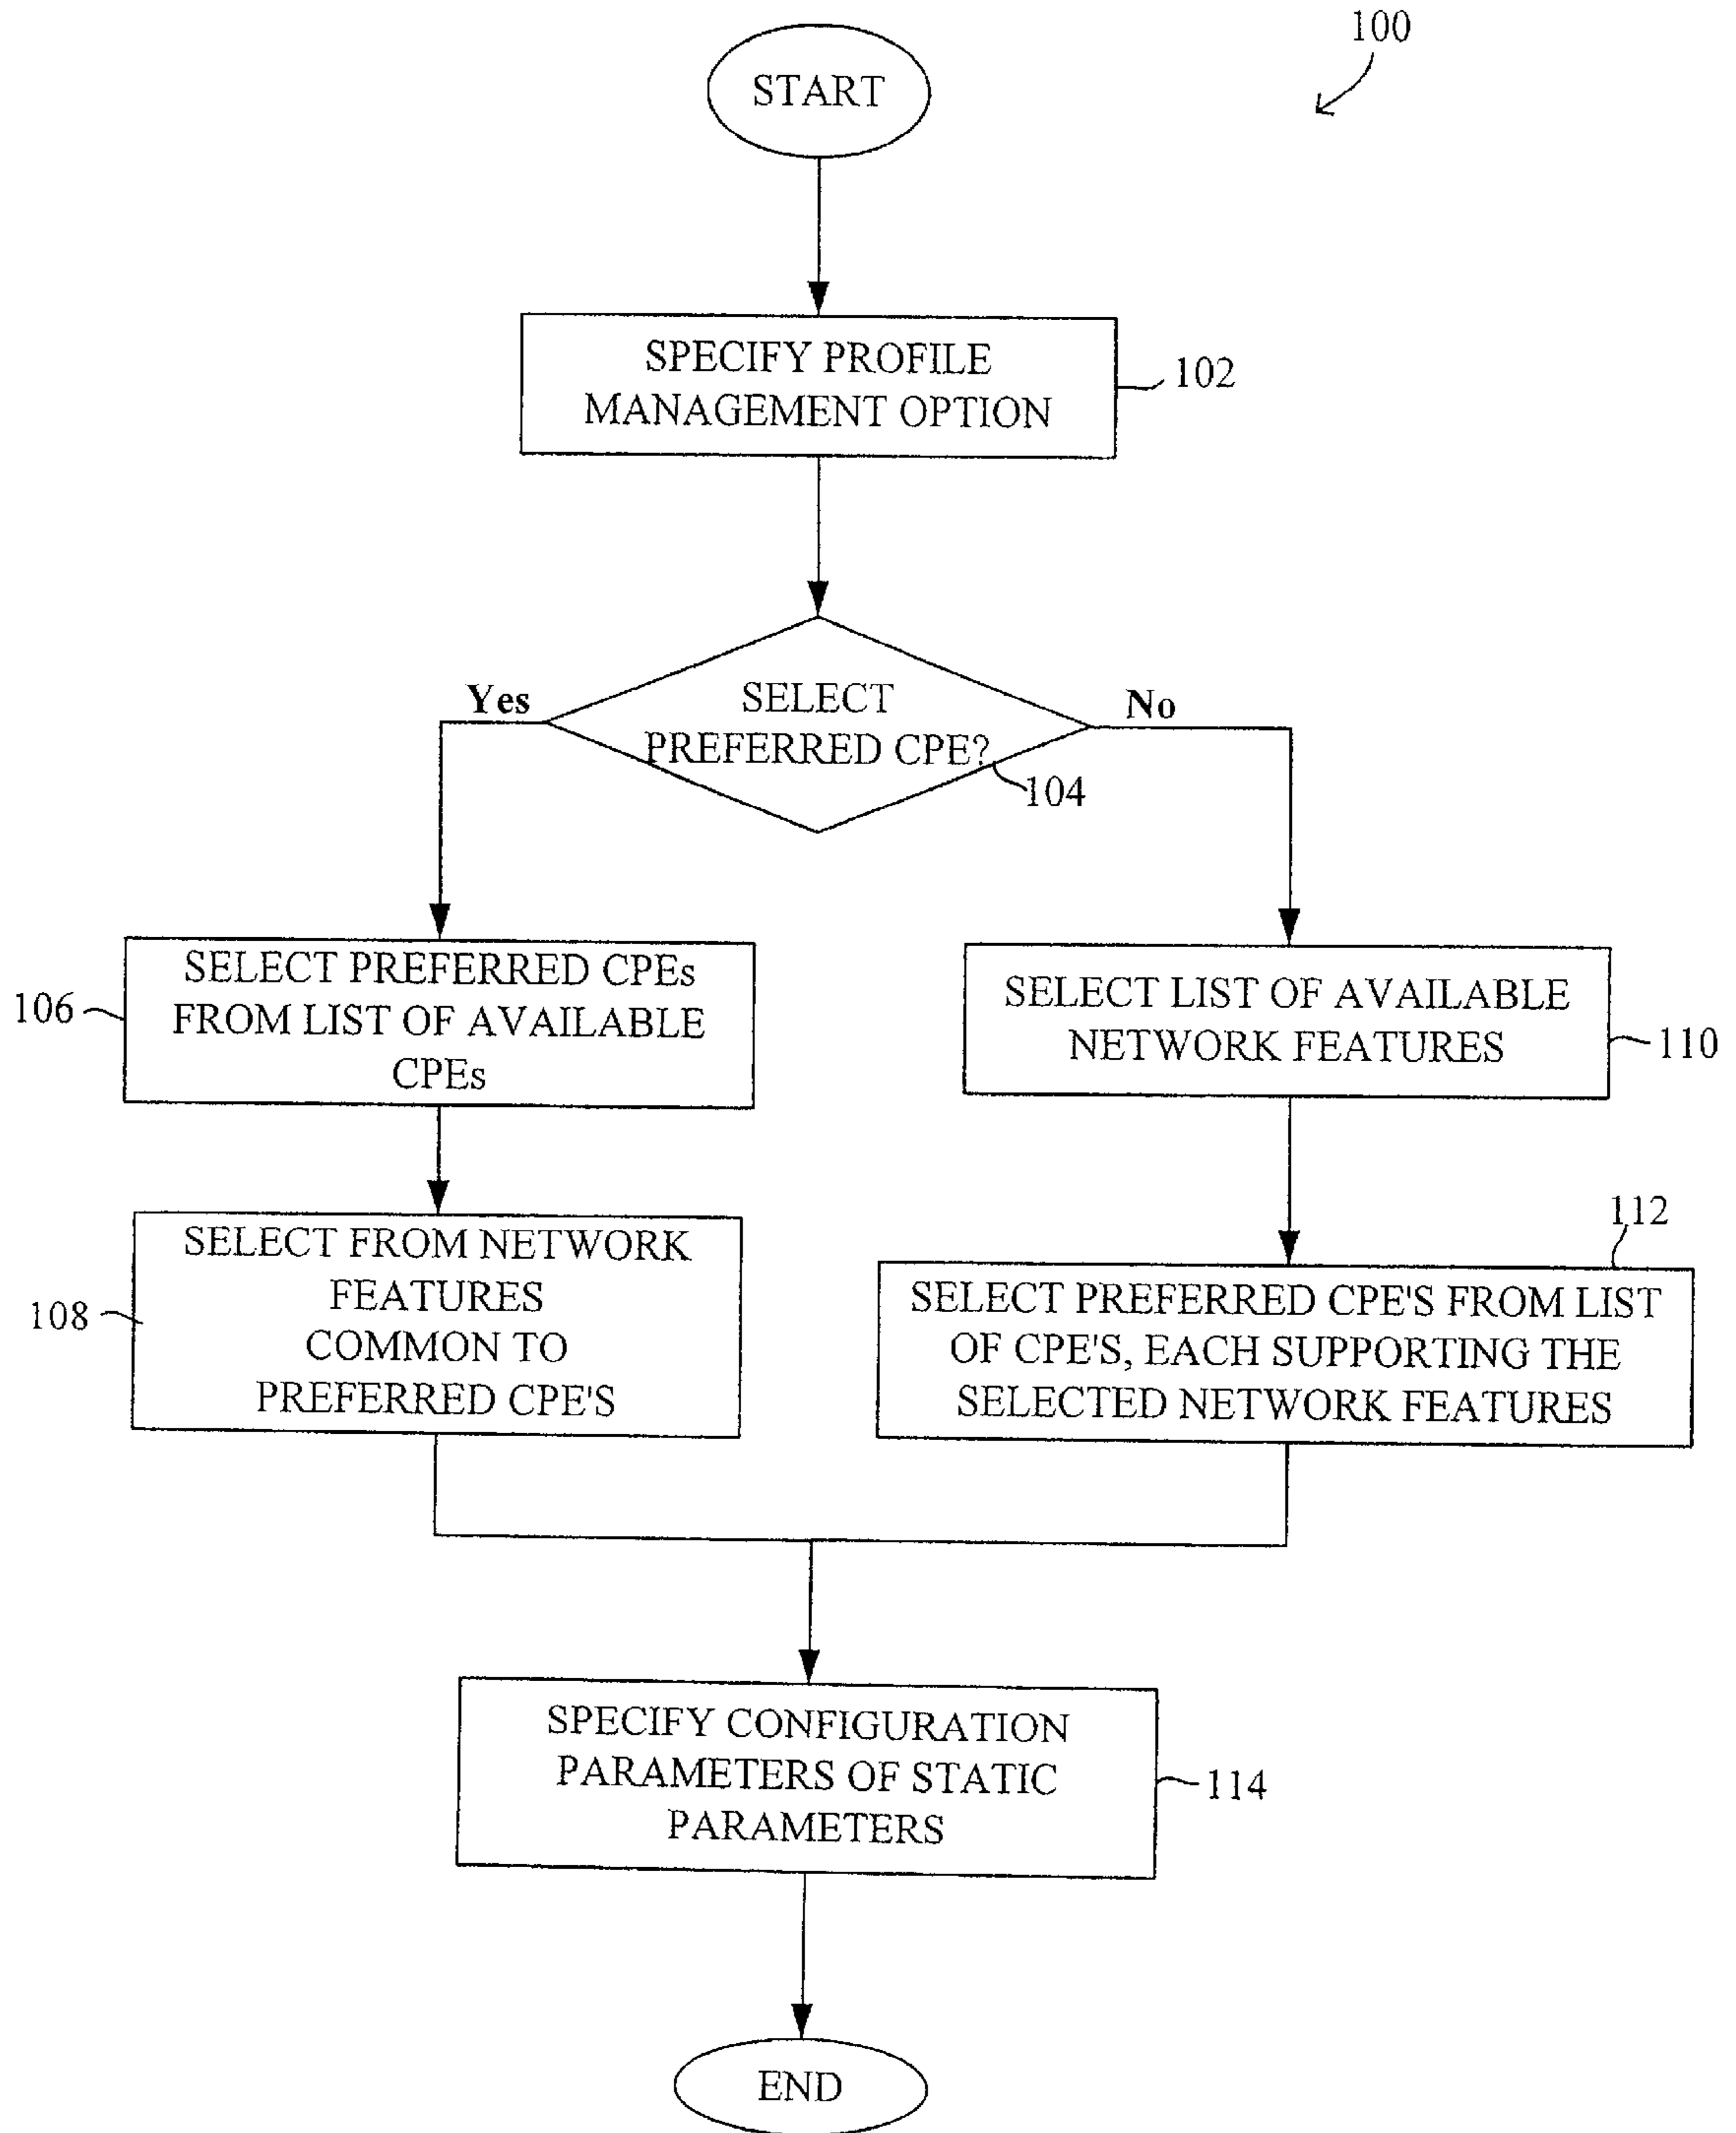 100
START
SPECIFY PROFILE
MANAGEMENT OPTION
102
Yes
SELECT
PREFERRED CPE?
No
104
SELECT PREFERRED CPEs
FROM LIST OF AVAILABLE
CPEs
106
SELECT LIST OF AVAILABLE
NETWORK FEATURES
110
SELECT FROM NETWORK
FEATURES
COMMON TO
PREFERRED CPE'S
108
112
SELECT PREFERRED CPE'S FROM LIST
OF CPE'S, EACH SUPPORTING THE
SELECTED NETWORK FEATURES
SPECIFY CONFIGURATION
PARAMETERS OF STATIC
PARAMETERS
114
END